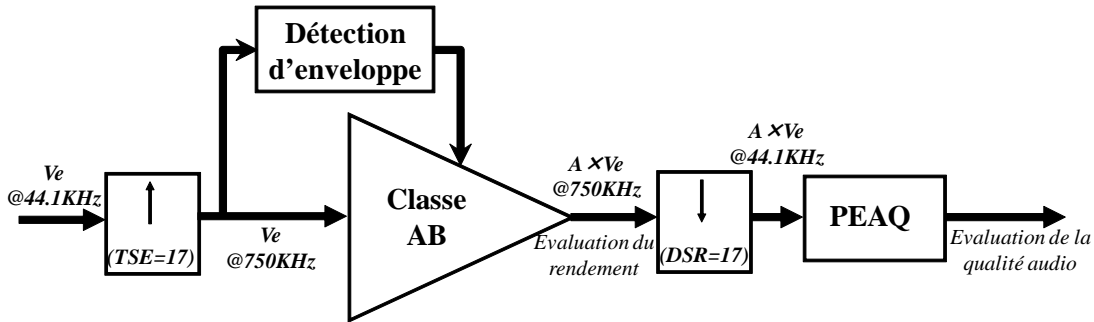 Détection
d'enveloppe
Ve
@44.1KHz
(TSE=17)
Ve
@750KHz
Classe
AB
A ×Ve
@750KHz
Evaluation du
rendement
(DSR=17)
A ×Ve
@44.1KHz
PEAQ
Evaluation de la
qualité audio